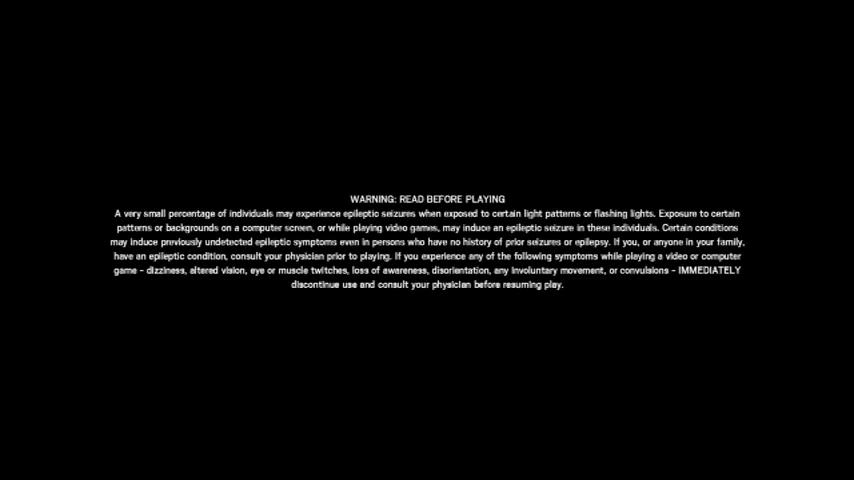 WARNING: READ BEFORE PLAYING
A very small percentage of individuals may experience epileptic seizures when exposed to certain light patterns or flashing lights. Exposure to certain
patterns or backgrounds on a computer screen, or while playing video games, may induce an epileptic seizure in these individuals. Certain conditions
may induce previously undetected epileptic symptoms even in persons who have no history of prior seizures or epilepsy. If you, or anyone in your family,
have an epileptic condition, consult your physician prior to playing. If you experience any of the following symptoms while playing a video or computer
game - dizziness, altered vision, eye or muscle twitches, loss of awareness, disorientation, any involuntary movement, or convulsions - IMMEDIATELY
discontinue use and consult your physician before resuming play.